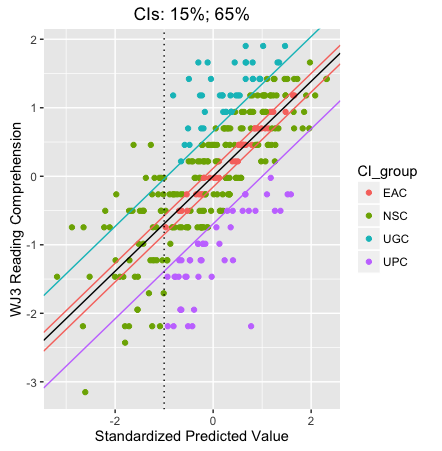 CIs: 15%; 65%
2
1
0
-1
-2
-3
WJ3 Reading Comprehension
-2
0
2
Standardized Predicted Value
CI_group
EAC
NSC
UGC
UPC